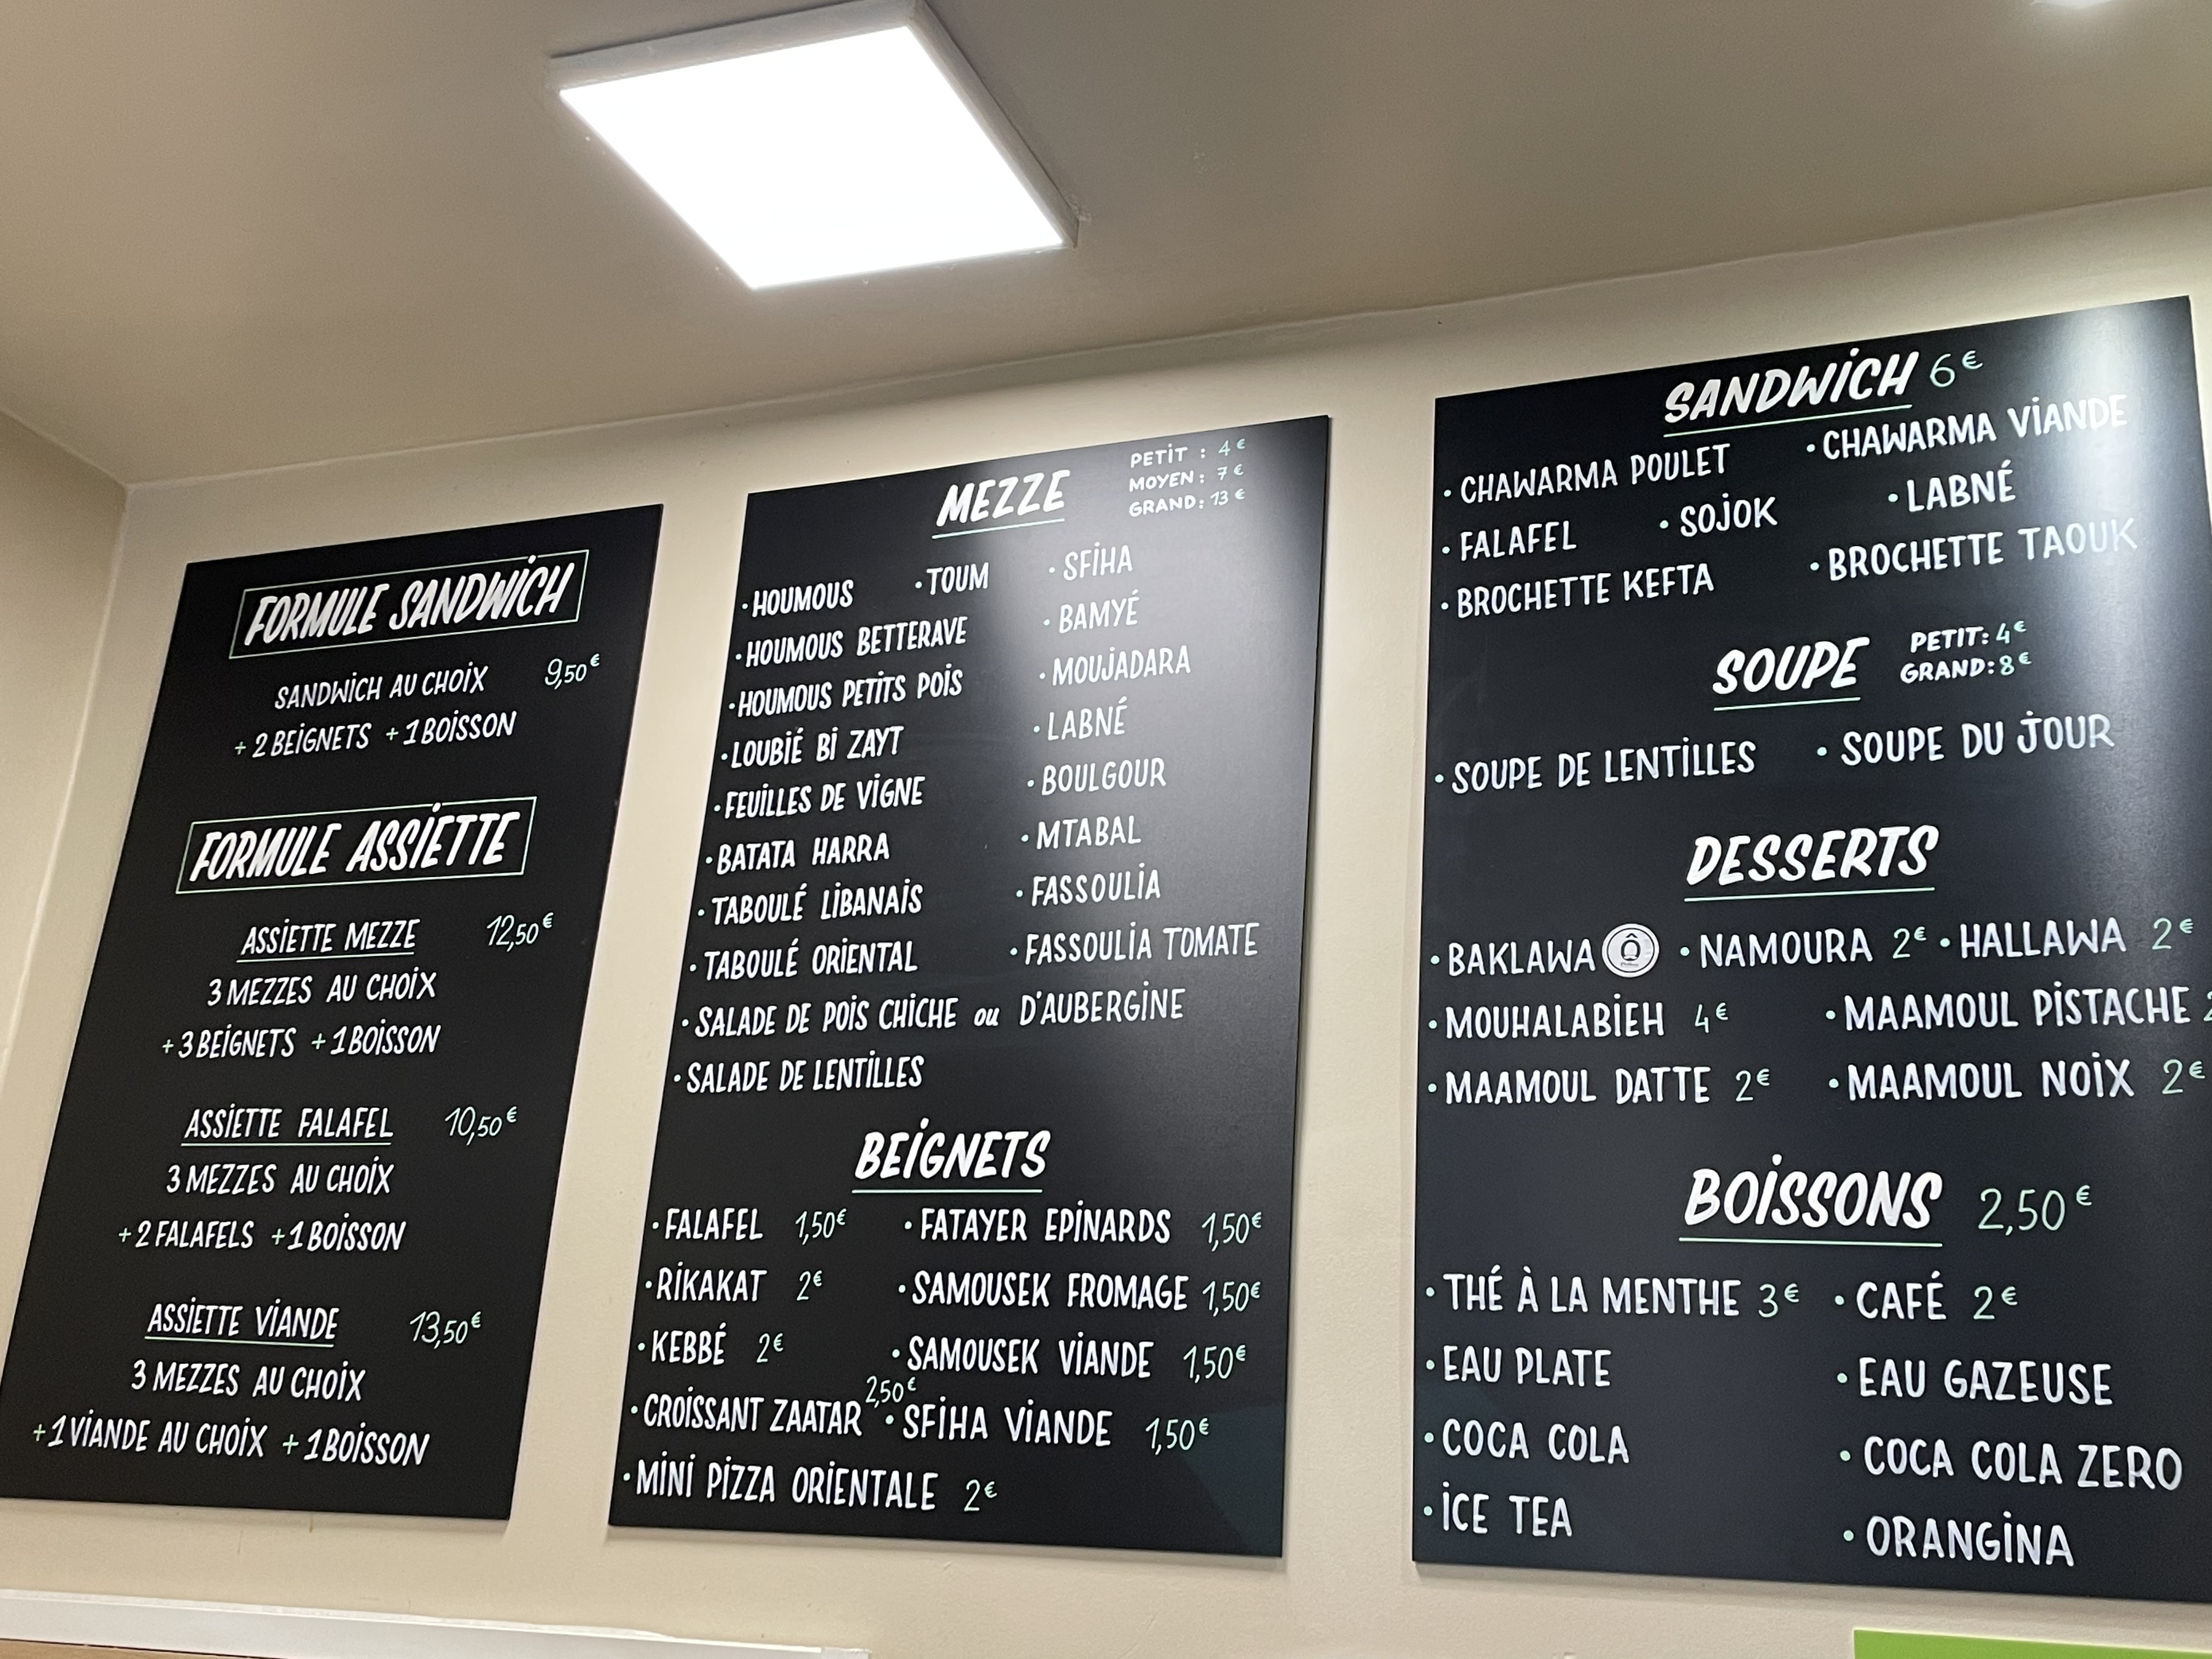 FORMULE SANDWICH
SANDWICH AU CHOIX 9,50€
+ 2 BEIGNETS + 1 BOISSON
FORMULE ASSIETTE
ASSIETTE MEZZE 12,50€
3 MEZZES AU CHOIX
+ 3 BEIGNETS + 1 BOISSON
ASSIETTE FALAFEL 10,50€
3 MEZZES AU CHOIX
+ 2 FALAFELS + 1 BOISSON
ASSIETTE VIANDE 13,50€
3 MEZZES AU CHOIX
+ 1 VIANDE AU CHOIX + 1 BOISSON
MEZZE
PETIT : 4€
MOYEN : 7€
GRAND : 13€
• HOUMOUS • TOUM • SFIHA
• HOUMOUS BETTERAVE • BAMYÉ
• HOUMOUS PETITS POIS • MOUJADARA
• LOUBIÉ BI ZAYT • LABNÉ
• FEUILLES DE VIGNE • BOULGOUR
• BATATA HARRA • MTABAL
• TABOULÉ LIBANAIS • FASSOULIA
• TABOULÉ ORIENTAL • FASSOULIA TOMATE
• SALADE DE POIS CHICHE ou D'AUBERGINE
• SALADE DE LENTILLES
BEIGNETS
• FALAFEL 1,50€ • FATAYER EPINARDS 1,50€
• RIKAKAT 2€ • SAMOUSEK FROMAGE 1,50€
• KEBBÉ 2€ • SAMOUSEK VIANDE 1,50€
• CROISSANT ZAATAR 2,50€ • SFIHA VIANDE 1,50€
• MINI PIZZA ORIENTALE 2€
SANDWICH 6€
• CHAWARMA POULET • CHAWARMA VIANDE
• FALAFEL • SOJOK • LABNÉ
• BROCHETTE KEFTA • BROCHETTE TAOUK
SOUPE
PETIT: 4€
GRAND: 8€
• SOUPE DE LENTILLES • SOUPE DU JOUR
DESSERTS
• BAKLAWA Ô • NAMOURA 2€ • HALLAWA 2€
• MOUHALABIEH 4€ • MAAMOUL PISTACHE
• MAAMOUL DATTE 2€ • MAAMOUL NOIX 2€
BOISSONS 2,50€
• THÉ À LA MENTHE 3€ • CAFÉ 2€
• EAU PLATE • EAU GAZEUSE
• COCA COLA • COCA COLA ZERO
• ICE TEA • ORANGINA